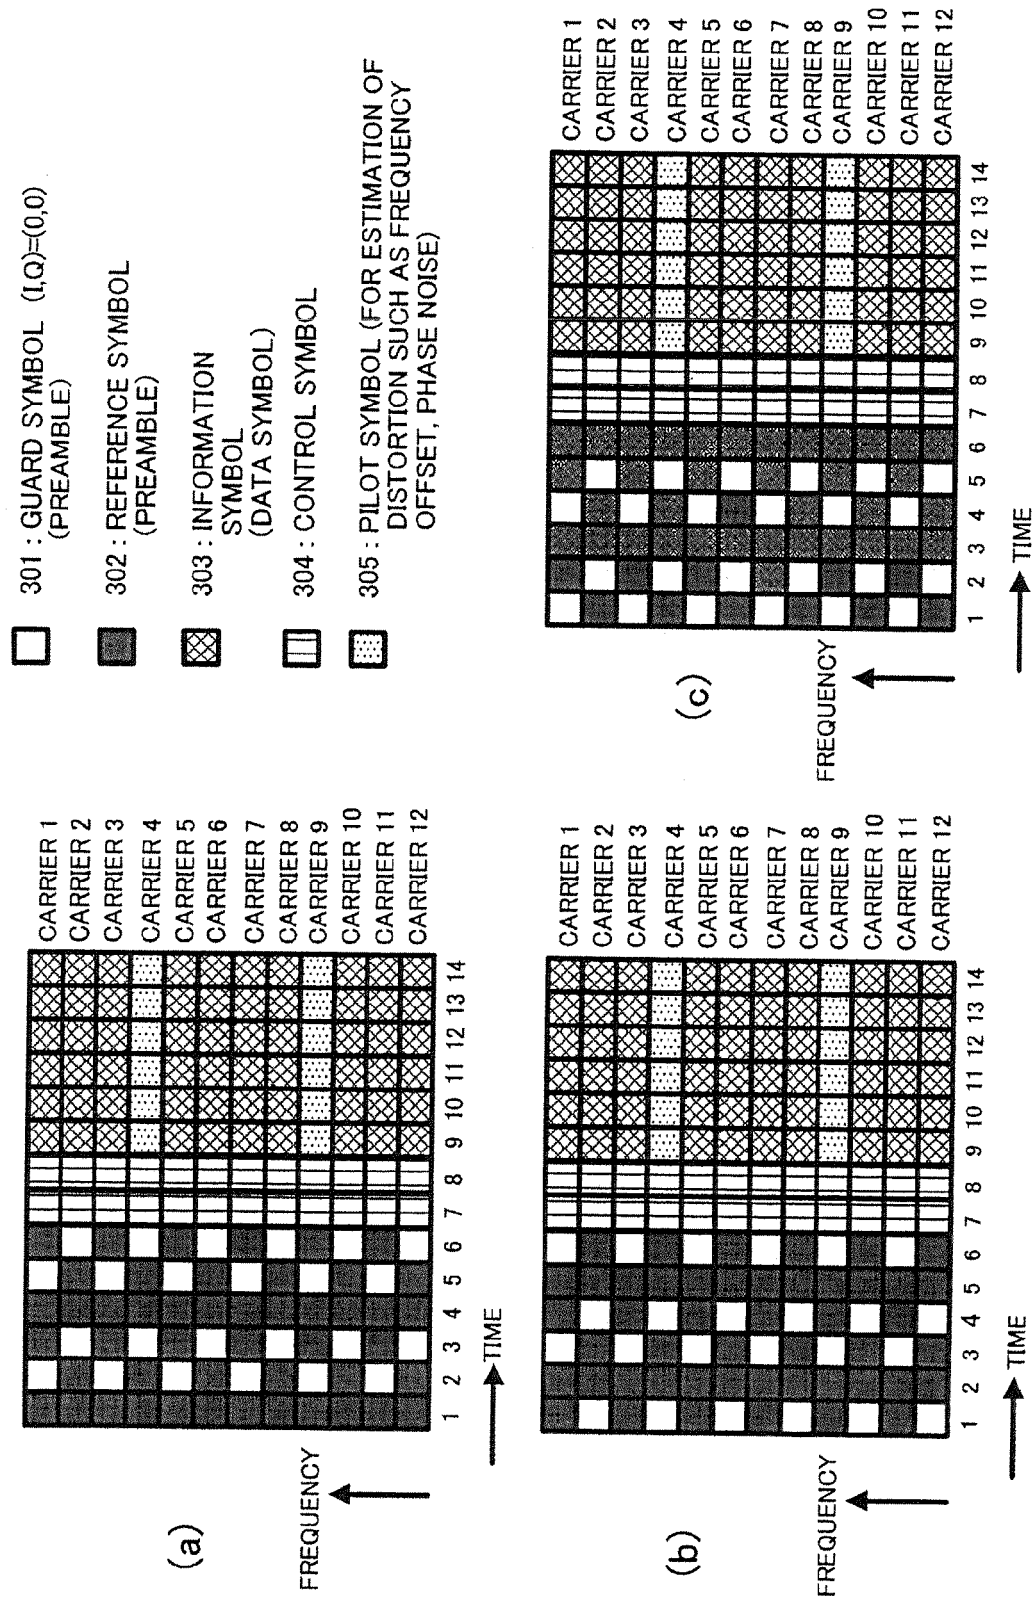 301 : GUARD SYMBOL (I,Q)=(0,0)
(PREAMBLE)
302 : REFERENCE SYMBOL
(PREAMBLE)
303 : INFORMATION
SYMBOL
(DATA SYMBOL)
304 : CONTROL SYMBOL
305 : PILOT SYMBOL (FOR ESTIMATION OF
DISTORTION SUCH AS FREQUENCY
OFFSET, PHASE NOISE)
(a)
CARRIER 1
CARRIER 2
CARRIER 3
CARRIER 4
CARRIER 5
CARRIER 6
CARRIER 7
CARRIER 8
CARRIER 9
CARRIER 10
CARRIER 11
CARRIER 12
1 2 3 4 5 6 7 8 9 10 11 12 13 14
FREQUENCY
TIME
(b)
CARRIER 1
CARRIER 2
CARRIER 3
CARRIER 4
CARRIER 5
CARRIER 6
CARRIER 7
CARRIER 8
CARRIER 9
CARRIER 10
CARRIER 11
CARRIER 12
1 2 3 4 5 6 7 8 9 10 11 12 13 14
FREQUENCY
TIME
(c)
CARRIER 1
CARRIER 2
CARRIER 3
CARRIER 4
CARRIER 5
CARRIER 6
CARRIER 7
CARRIER 8
CARRIER 9
CARRIER 10
CARRIER 11
CARRIER 12
1 2 3 4 5 6 7 8 9 10 11 12 13 14
FREQUENCY
TIME